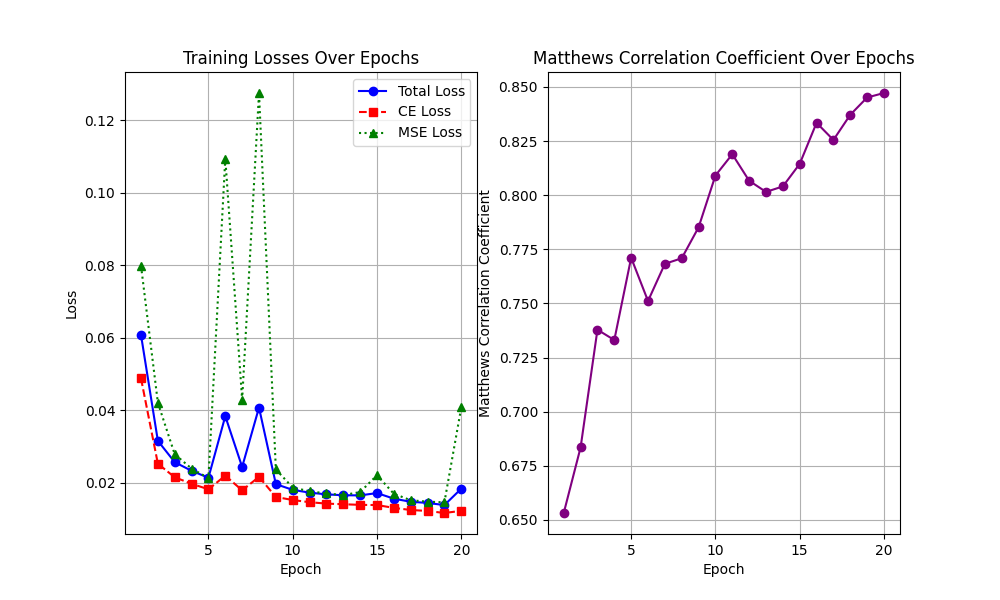 Training Losses Over Epochs
Total Loss
CE Loss
MSE Loss
0.12
0.10
0.08
0.06
0.04
0.02
Loss
5
10
15
20
Epoch
Matthews Correlation Coefficient Over Epochs
0.850
0.825
0.800
0.775
0.750
0.725
0.700
0.675
0.650
Matthews Correlation Coefficient
5
10
15
20
Epoch